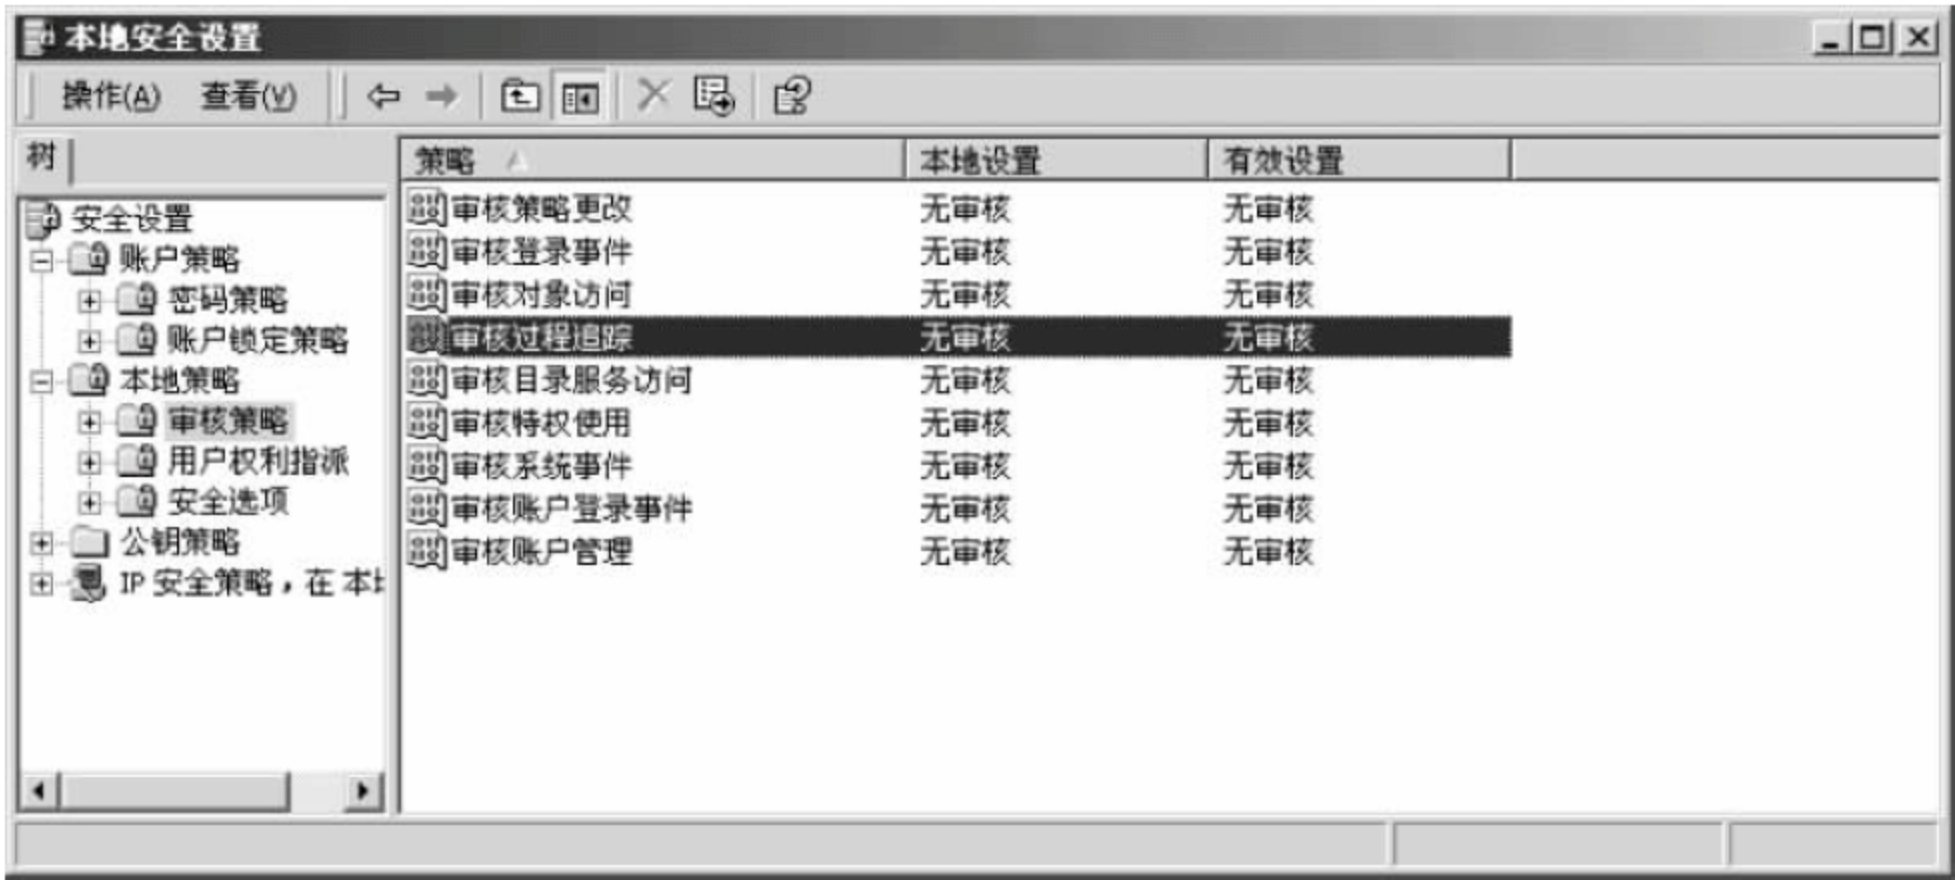 本地安全设置
操作(A) 查看(V)
树
安全设置
账户策略
密码策略
账户锁定策略
本地策略
审核策略
用户权利指派
安全选项
公钥策略
IP 安全策略，在 本地
策略 本地设置 有效设置
审核策略更改 无审核 无审核
审核登录事件 无审核 无审核
审核对象访问 无审核 无审核
审核过程追踪 无审核 无审核
审核目录服务访问 无审核 无审核
审核特权使用 无审核 无审核
审核系统事件 无审核 无审核
审核账户登录事件 无审核 无审核
审核账户管理 无审核 无审核